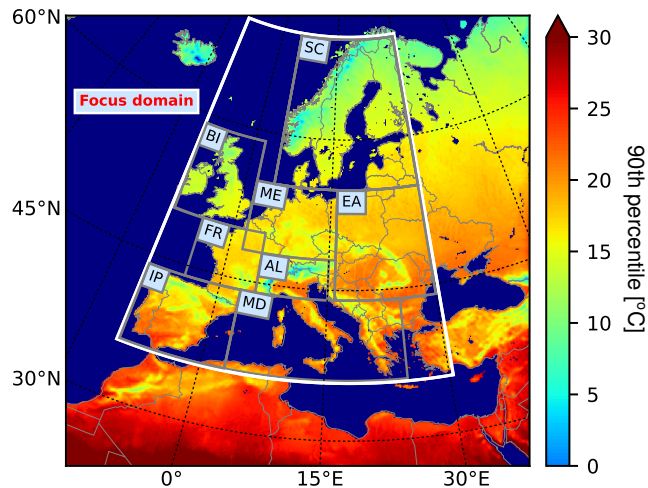 60°N
45°N
30°N
0°
15°E
30°E
Focus domain
SC
BI
ME
EA
FR
AL
IP
MD
30
25
20
15
10
5
0
90th percentile [°C]